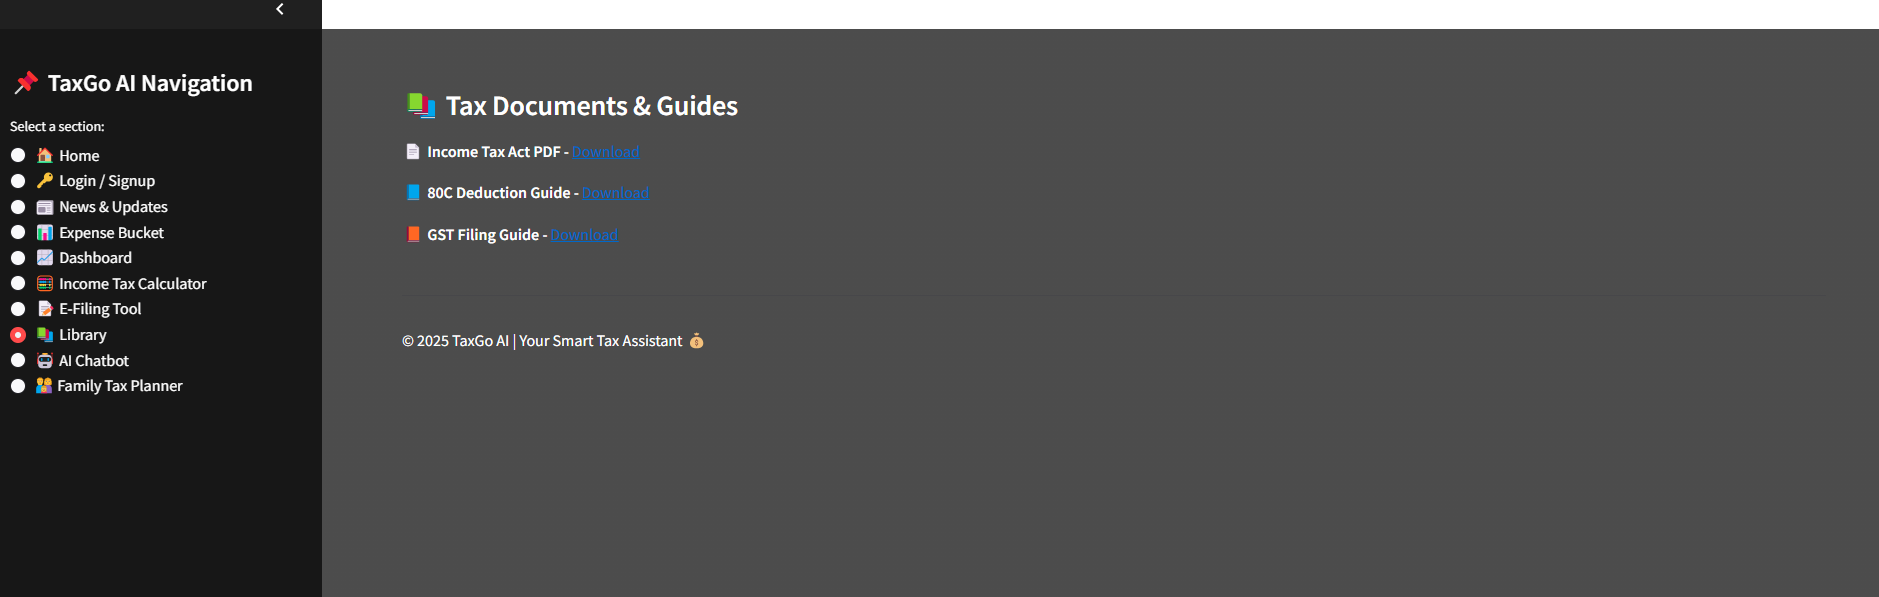 TaxGo AI Navigation
Select a section:
Home
Login / Signup
News & Updates
Expense Bucket
Dashboard
Income Tax Calculator
E-Filing Tool
Library
AI Chatbot
Family Tax Planner
Tax Documents & Guides
Income Tax Act PDF - Download
80C Deduction Guide - Download
GST Filing Guide - Download
© 2025 TaxGo AI | Your Smart Tax Assistant